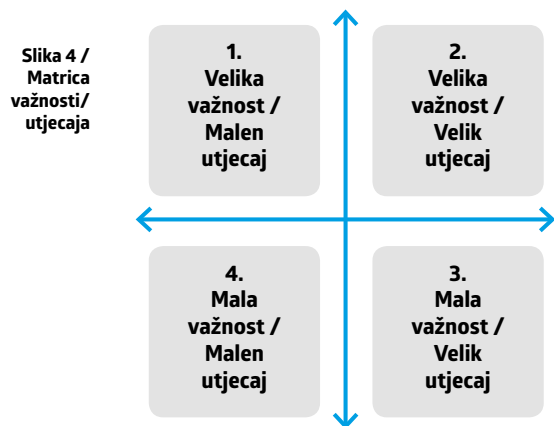 Slika 4 /
Matrica
važnosti/
utjecaja
1.
Velika
važnost /
Malen
utjecaj
2.
Velika
važnost /
Velik
utjecaj
4.
Mala
važnost /
Malen
utjecaj
3.
Mala
važnost /
Velik
utjecaj